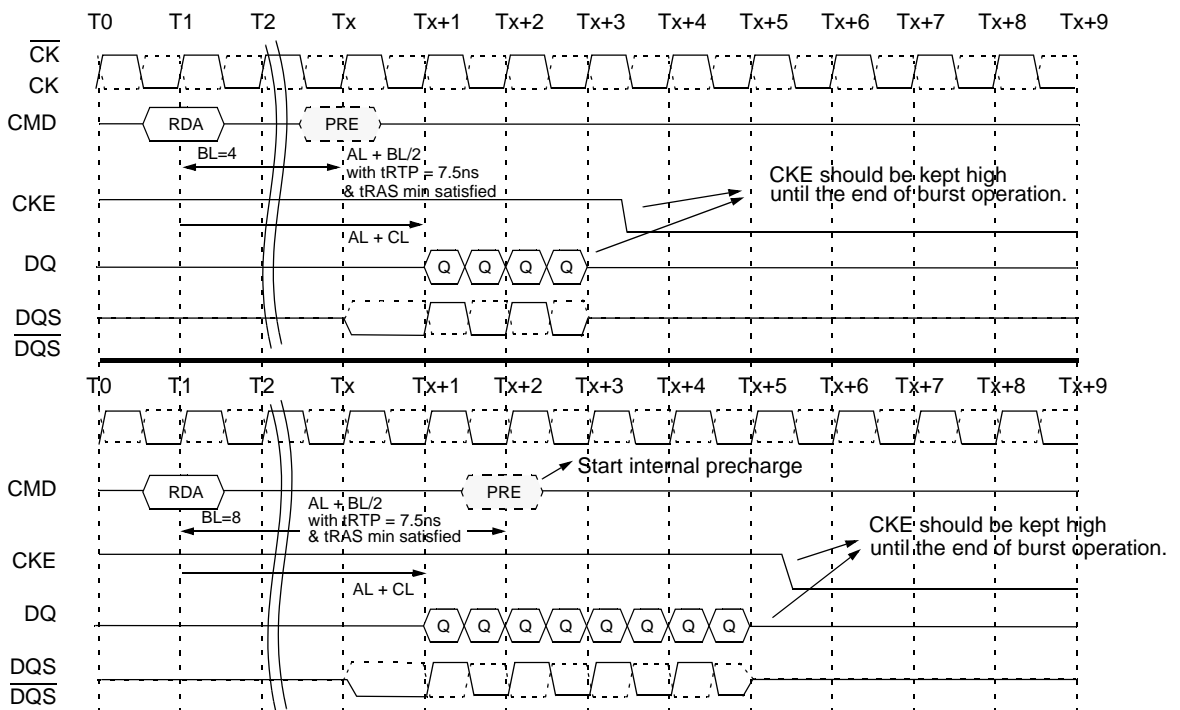 T0 T1 T2 Tx Tx+1 Tx+2 Tx+3 Tx+4 Tx+5 Tx+6 Tx+7 Tx+8 Tx+9
CK
CK
CMD RDA PRE
BL=4 AL + BL/2
with tRTP = 7.5ns
& tRAS min satisfied
CKE should be kept high
until the end of burst operation.
CKE
AL + CL
DQ Q Q Q Q
DQS
DQS
T0 T1 T2 Tx Tx+1 Tx+2 Tx+3 Tx+4 Tx+5 Tx+6 Tx+7 Tx+8 Tx+9
Start internal precharge
CMD RDA PRE
BL=8 AL + BL/2
with tRTP = 7.5ns
& tRAS min satisfied
CKE should be kept high
until the end of burst operation.
CKE
AL + CL
DQ Q Q Q Q Q Q Q Q
DQS
DQS